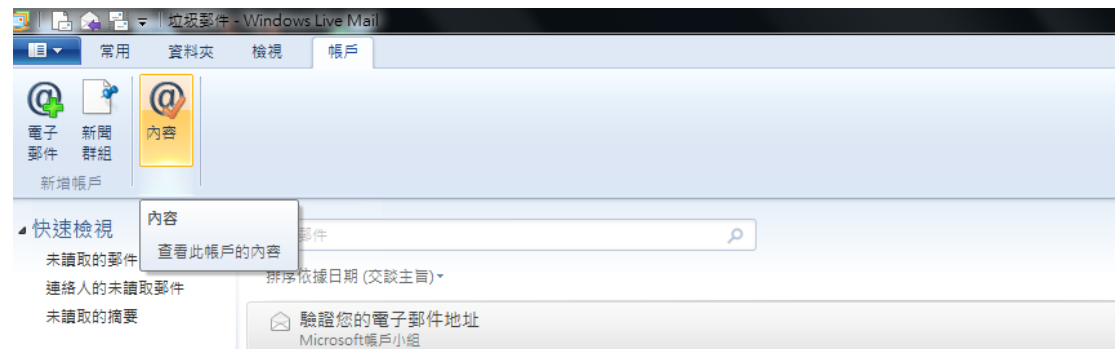 垃圾郵件 - Windows Live Mail
常用 資料夾 檢視 帳戶
電子郵件
新聞群組
內容
新增帳戶
內容
查看此帳戶的內容
快速檢視
未讀取的郵件
連絡人的未讀取郵件
未讀取的摘要
郵件
排序依據日期 (交談主旨)
驗證您的電子郵件地址
Microsoft帳戶小組